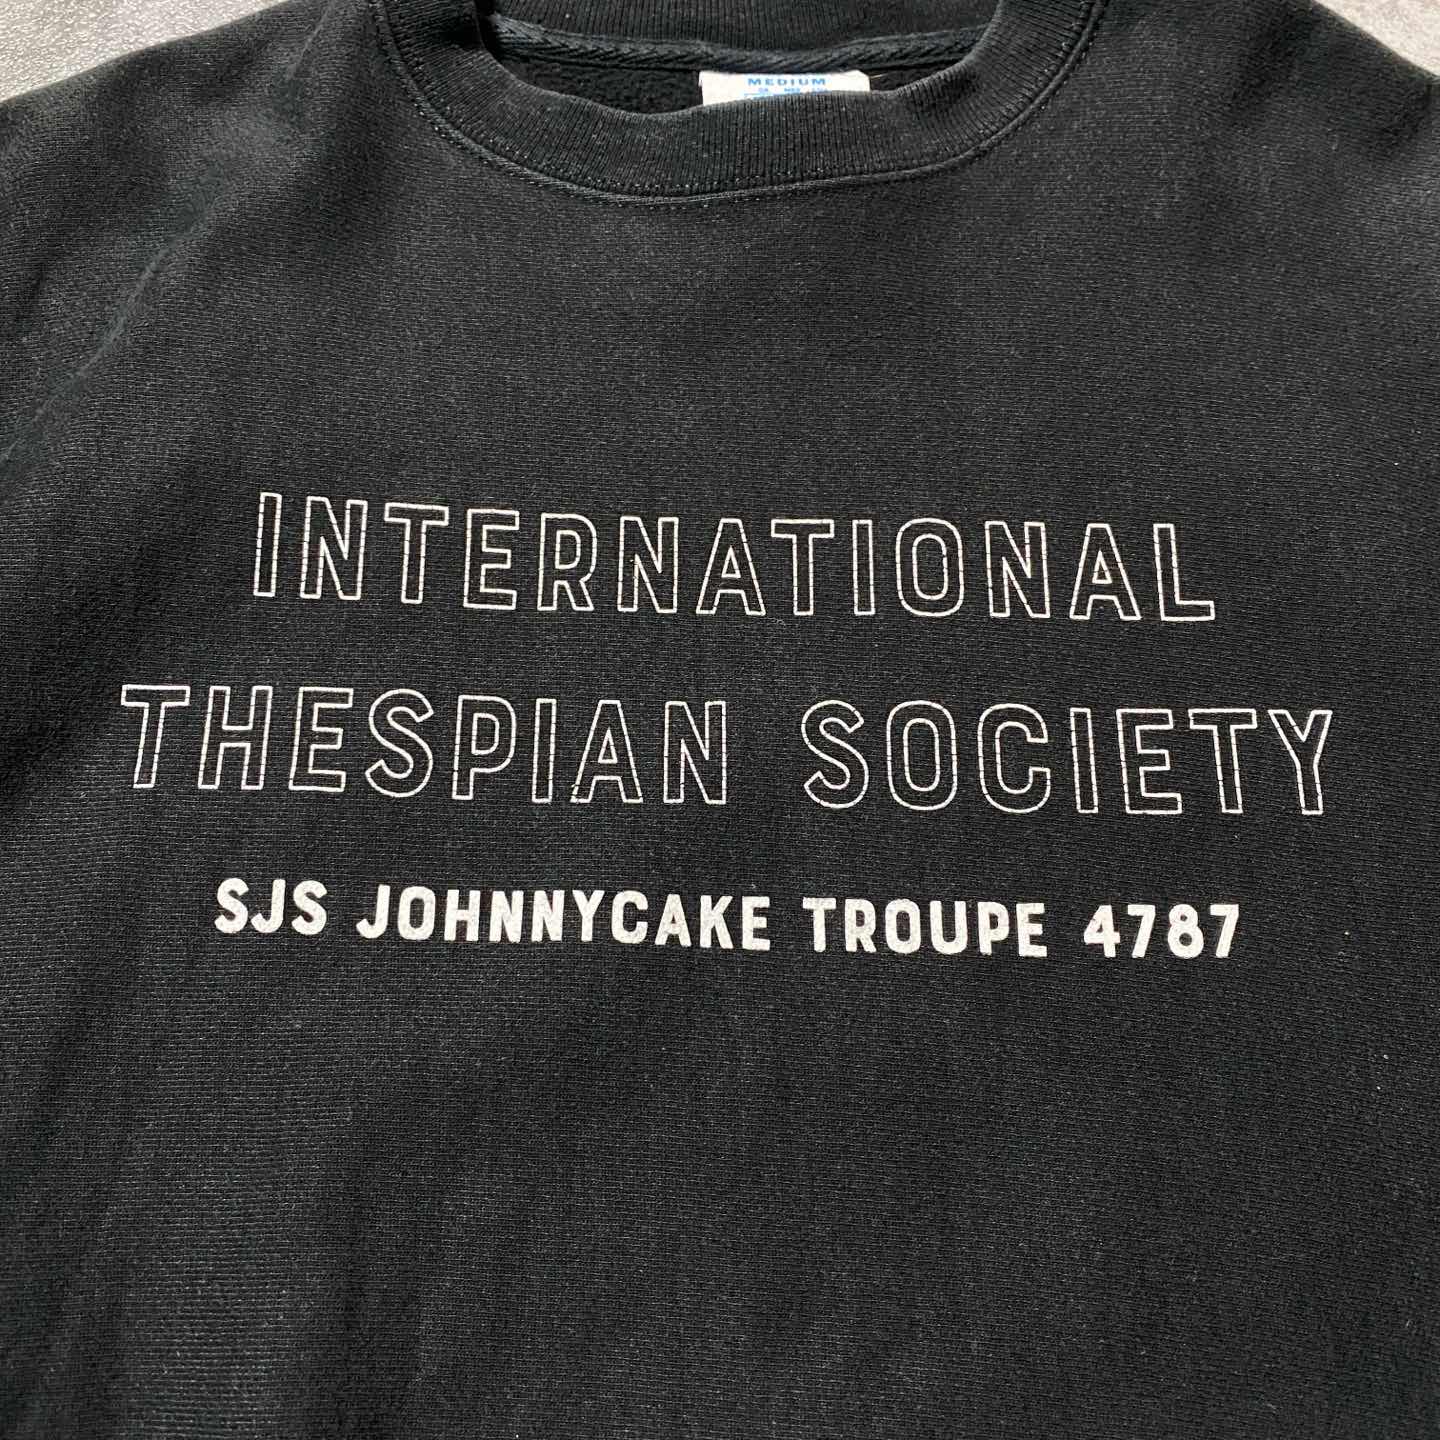 MEDIUM
INTERNATIONAL
THESPIAN SOCIETY
SJS JOHNNYCAKE TROUPE 4787